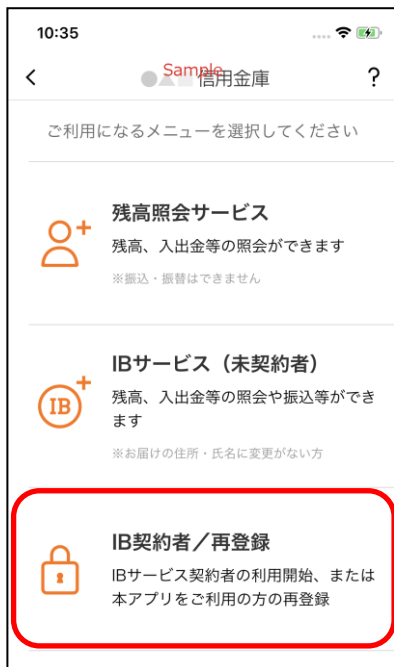 10:35
Sample
●▲■信用金庫
?
ご利用になるメニューを選択してください
残高照会サービス
残高、入出金等の照会ができます
※振込・振替はできません
IB
IBサービス（未契約者）
残高、入出金等の照会や振込等ができ
ます
※お届けの住所・氏名に変更がない方
IB契約者／再登録
IBサービス契約者の利用開始、または
本アプリをご利用の方の再登録